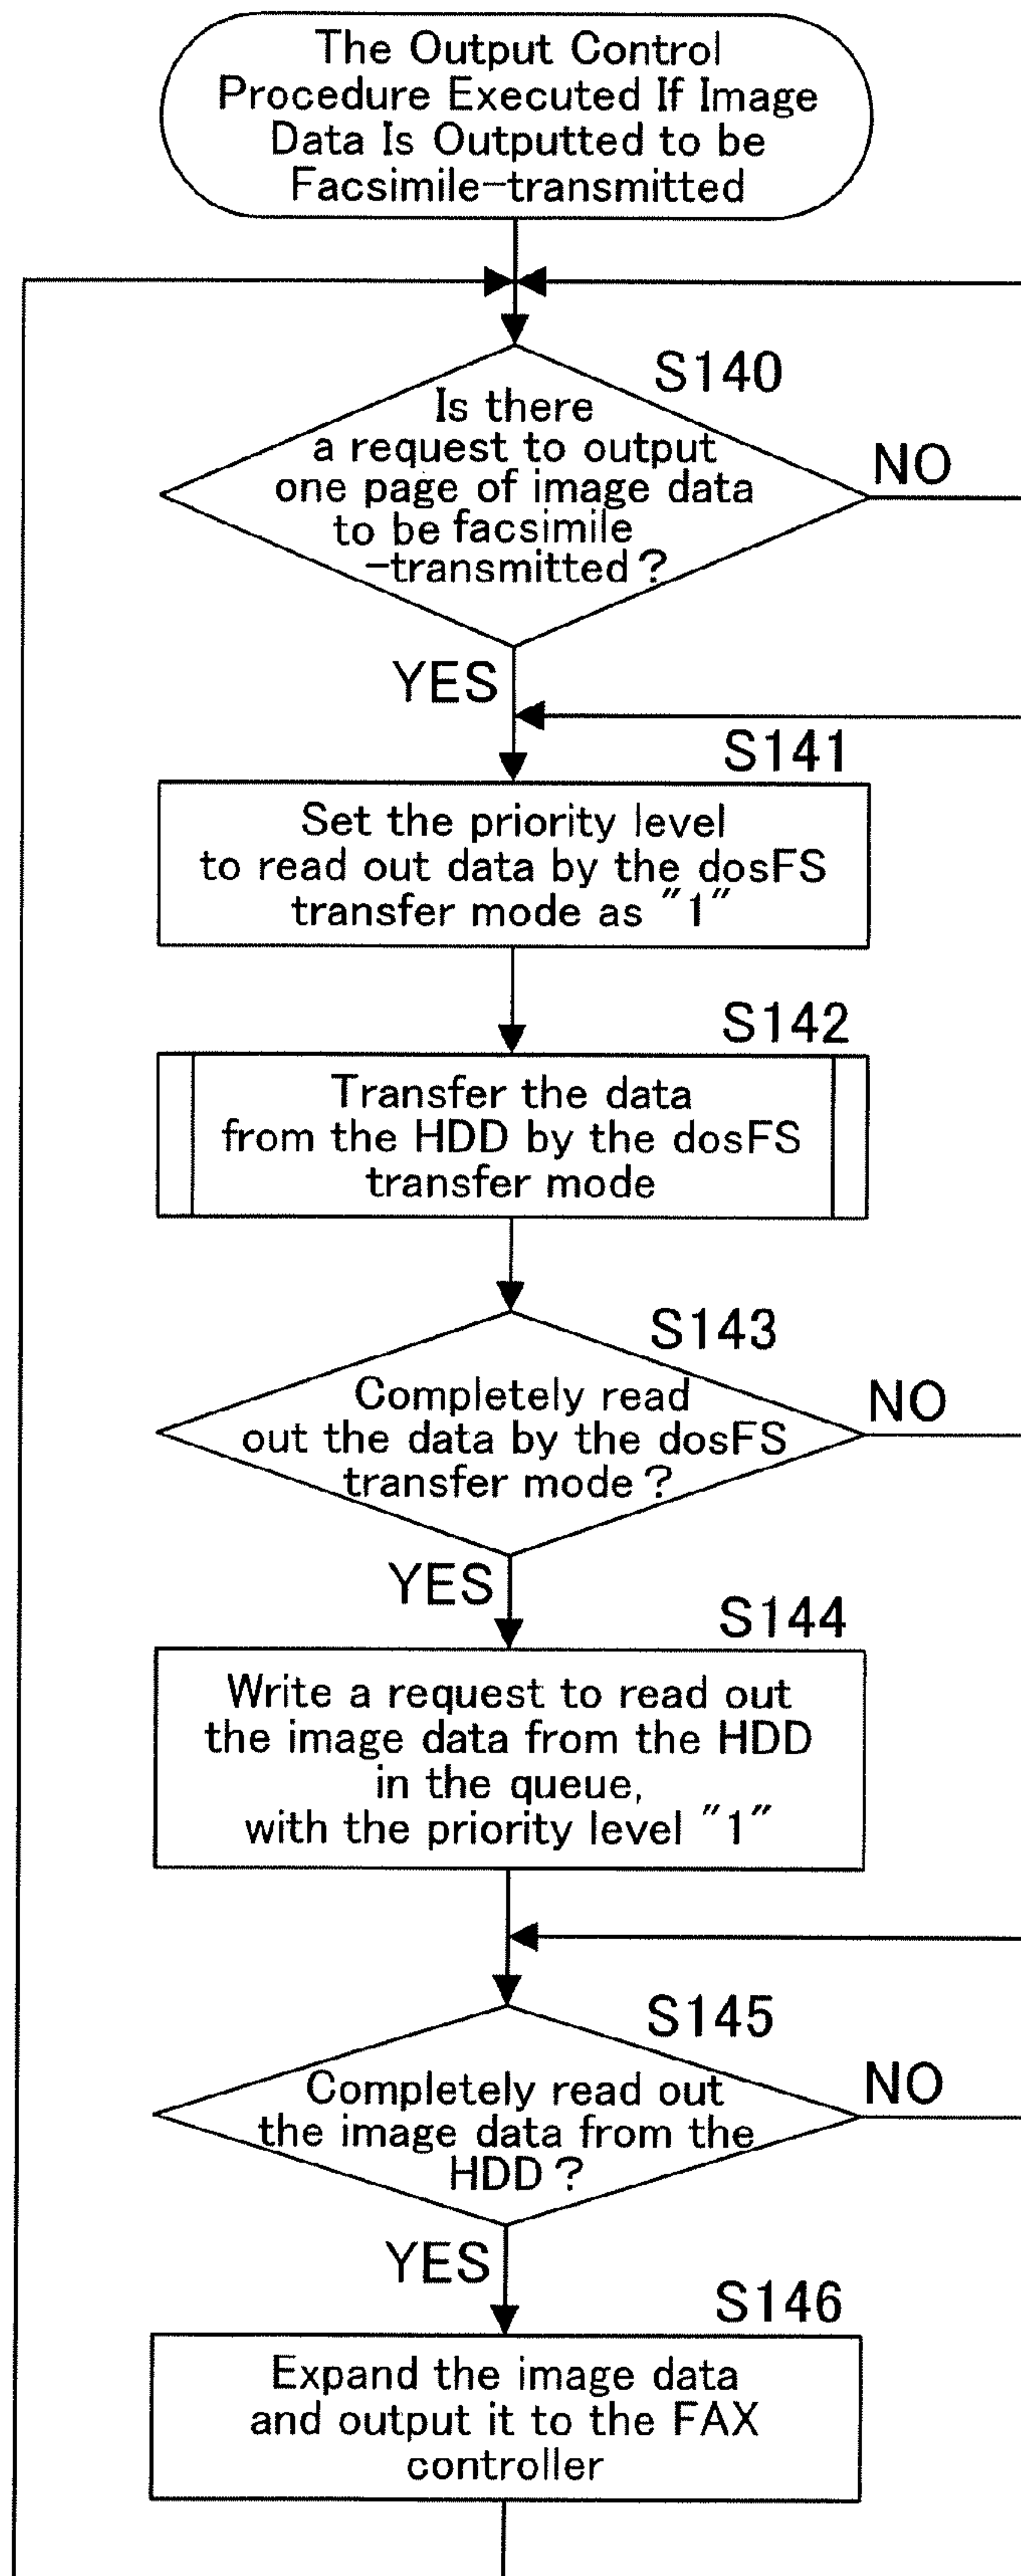 The Output Control
Procedure Executed If Image
Data Is Outputted to be
Facsimile-transmitted
S140
Is there
a request to output
one page of image data
to be facsimile
-transmitted?
NO
YES
S141
Set the priority level
to read out data by the dosFS
transfer mode as "1"
S142
Transfer the data
from the HDD by the dosFS
transfer mode
S143
Completely read
out the data by the dosFS
transfer mode?
NO
YES
S144
Write a request to read out
the image data from the HDD
in the queue,
with the priority level "1"
S145
Completely read out
the image data from the
HDD?
NO
YES
S146
Expand the image data
and output it to the FAX
controller